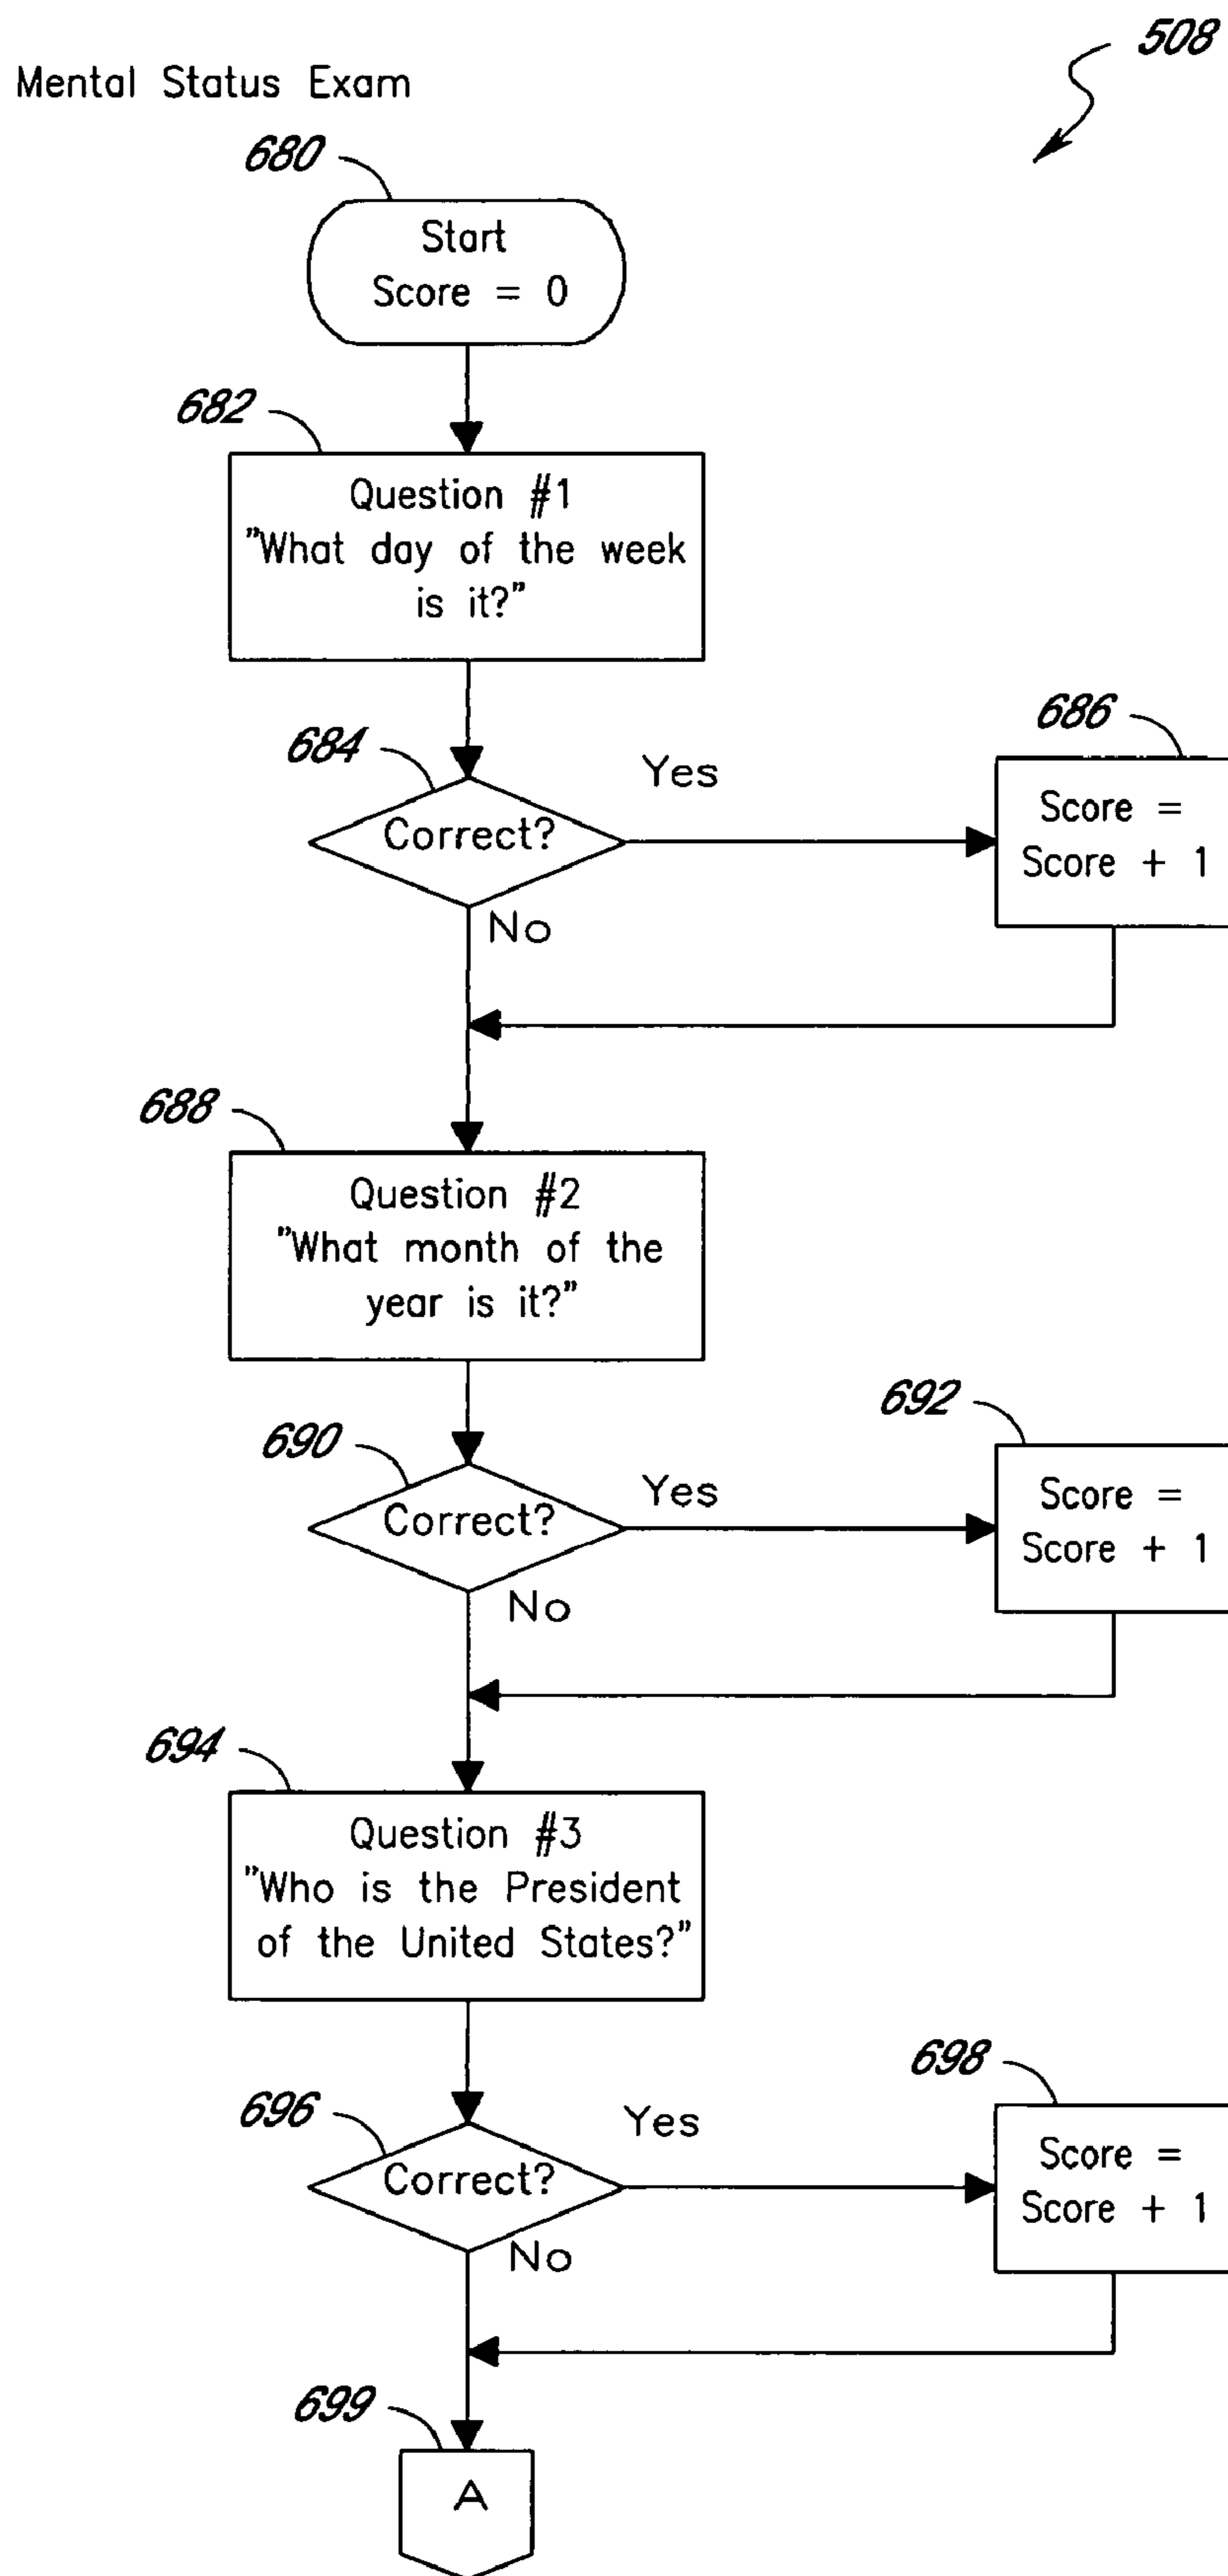 508
Mental Status Exam
680
Start
Score = 0
682
Question #1
"What day of the week
is it?"
684
Correct?
Yes
No
686
Score =
Score + 1
688
Question #2
"What month of the
year is it?"
690
Correct?
Yes
No
692
Score =
Score + 1
694
Question #3
"Who is the President
of the United States?"
696
Correct?
Yes
No
698
Score =
Score + 1
699
A